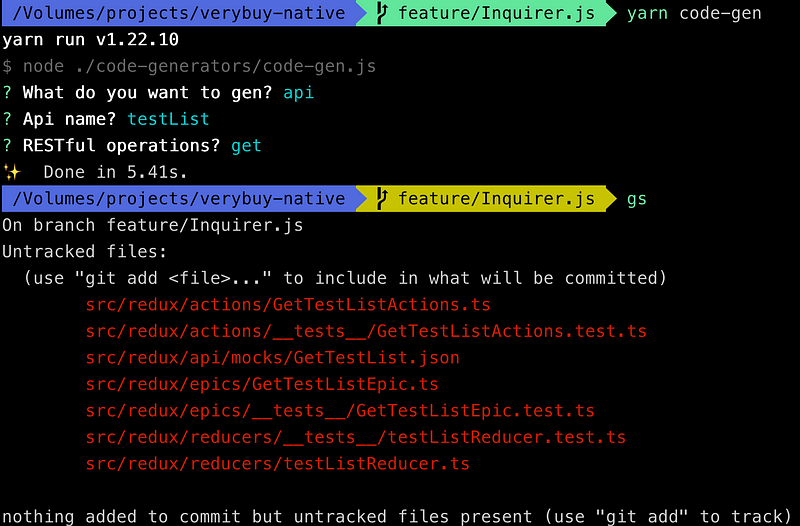 /Volumes/projects/verybuy-native feature/Inquirer.js yarn code-gen
yarn run v1.22.10
$ node ./code-generators/code-gen.js
? What do you want to gen? api
? Api name? testList
? RESTful operations? get
✨ Done in 5.41s.
/Volumes/projects/verybuy-native feature/Inquirer.js gs
On branch feature/Inquirer.js
Untracked files:
(use "git add <file>..." to include in what will be committed)
src/redux/actions/GetTestListActions.ts
src/redux/actions/__tests__/GetTestListActions.test.ts
src/redux/api/mocks/GetTestList.json
src/redux/epics/GetTestListEpic.ts
src/redux/epics/__tests__/GetTestListEpic.test.ts
src/redux/reducers/__tests__/testListReducer.test.ts
src/redux/reducers/testListReducer.ts
nothing added to commit but untracked files present (use "git add" to track)